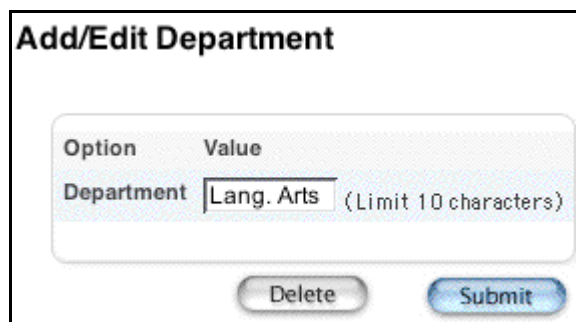 Add/Edit Department
Option Value
Department Lang. Arts (Limit 10 characters)
Delete Submit